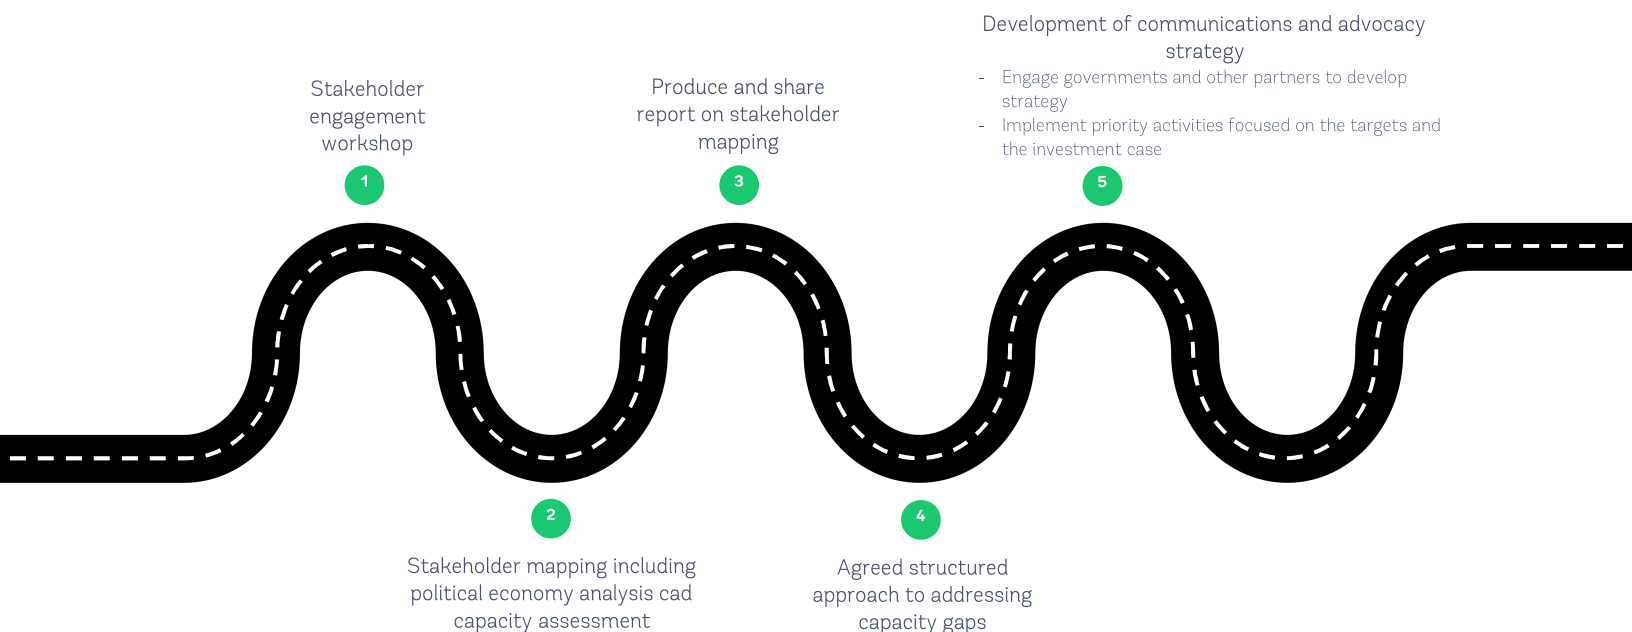 Stakeholder
engagement
workshop
1
2
Stakeholder mapping including
political economy analysis cad
capacity assessment
Produce and share
report on stakeholder
mapping
3
4
Agreed structured
approach to addressing
capacity gaps
Development of communications and advocacy
strategy
- Engage governments and other partners to develop
strategy
- Implement priority activities focused on the targets and
the investment case
5